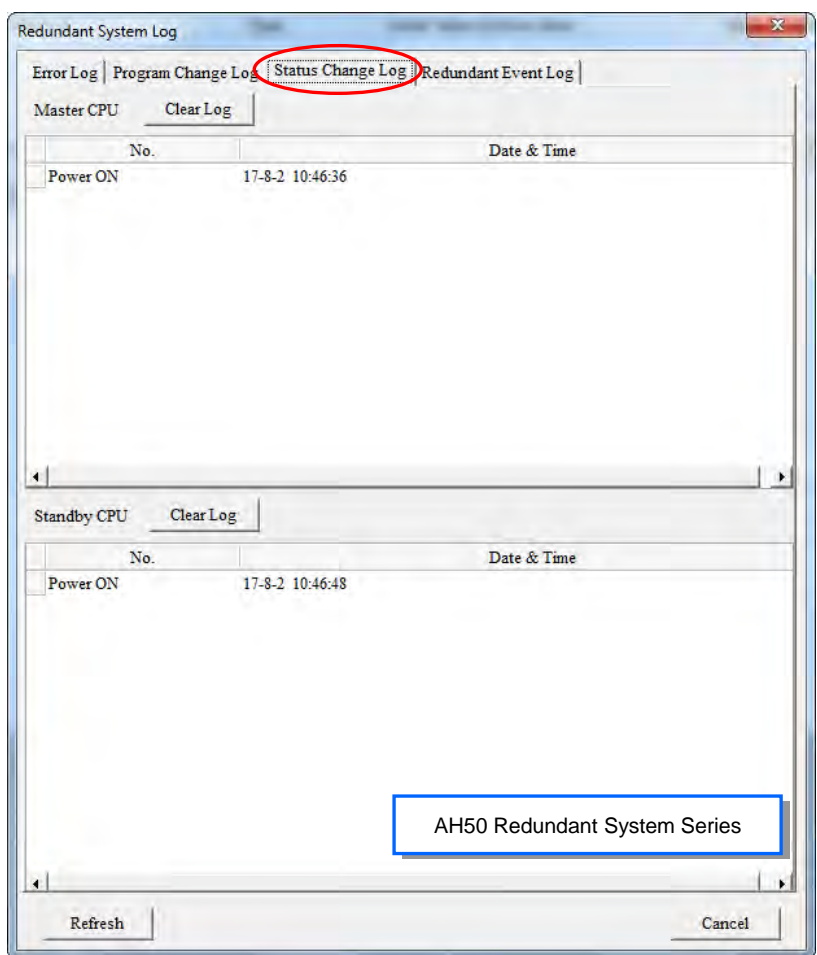 Redundant System Log
Error Log Program Change Log Status Change Log Redundant Event Log
Master CPU Clear Log
No. Date & Time
Power ON 17-8-2 10:46:36
Standby CPU Clear Log
No. Date & Time
Power ON 17-8-2 10:46:48
AH50 Redundant System Series
Refresh Cancel